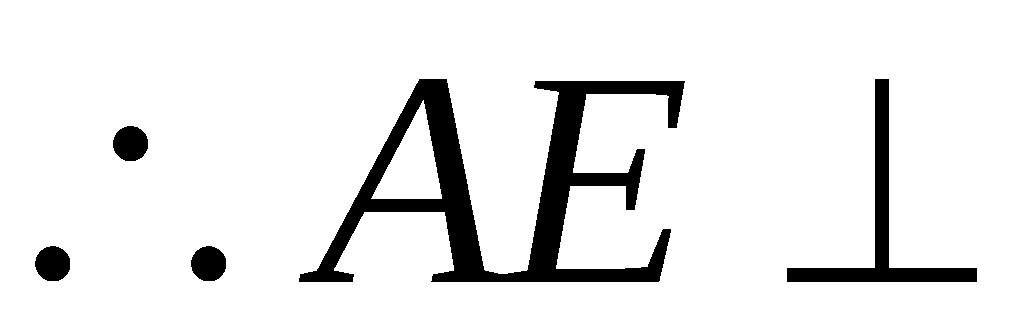 ∴ AE ⊥